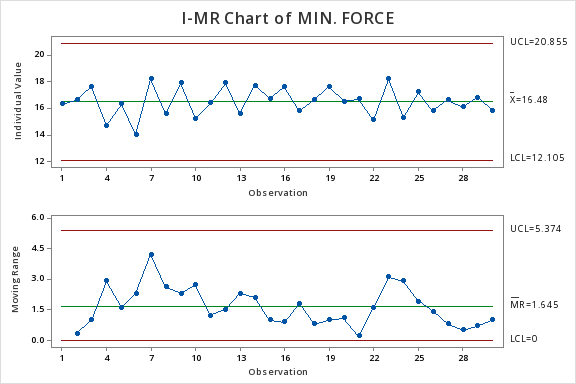 I-MR Chart of MIN. FORCE
UCL=20.855
20
18
16
14
12
Individual Value
X̅=16.48
LCL=12.105
1 4 7 10 13 16 19 22 25 28
Observation
6.0
4.5
3.0
1.5
0.0
Moving Range
UCL=5.374
M̅R̅=1.645
LCL=0
1 4 7 10 13 16 19 22 25 28
Observation